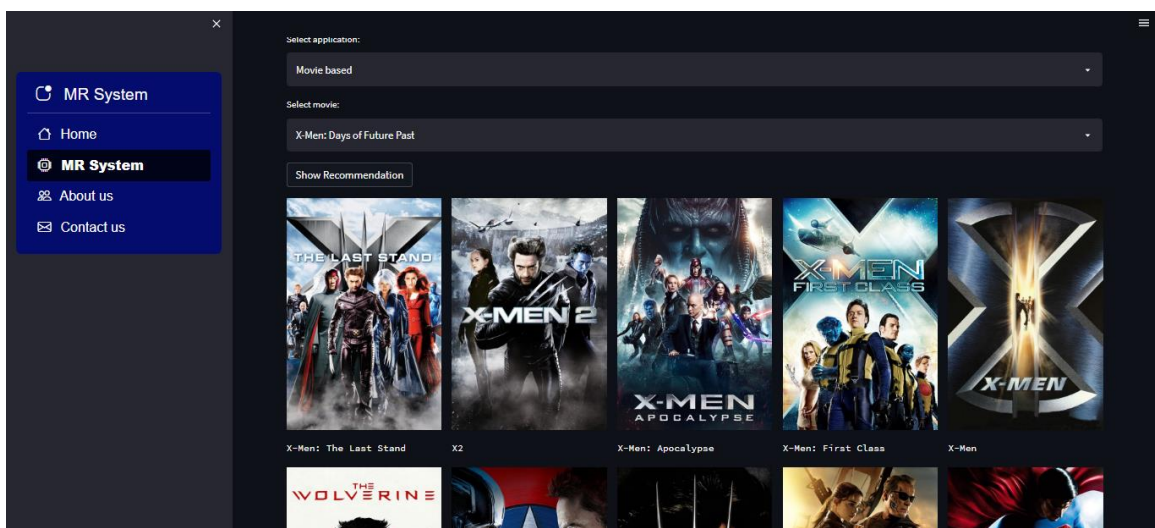 MR System
Home
MR System
About us
Contact us
Select application:
Movie based
Select movie:
X-Men: Days of Future Past
Show Recommendation
THE LAST STAND
X-MEN 2
X-MEN
APOCALYPSE
X-MEN
FIRST CLASS
X-MEN
X-Men: The Last Stand
X2
X-Men: Apocalypse
X-Men: First Class
X-Men
THE
WOLVERINE